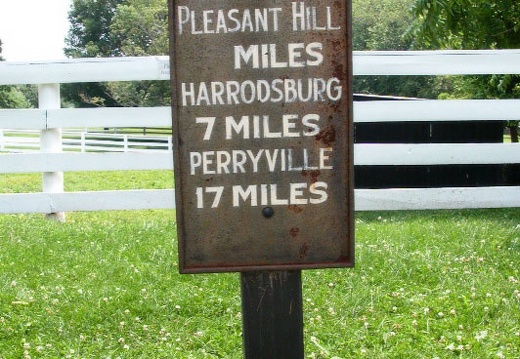 PLEASANT HILL
MILES
HARRODSBURG
7 MILES
PERRYVILLE
17 MILES